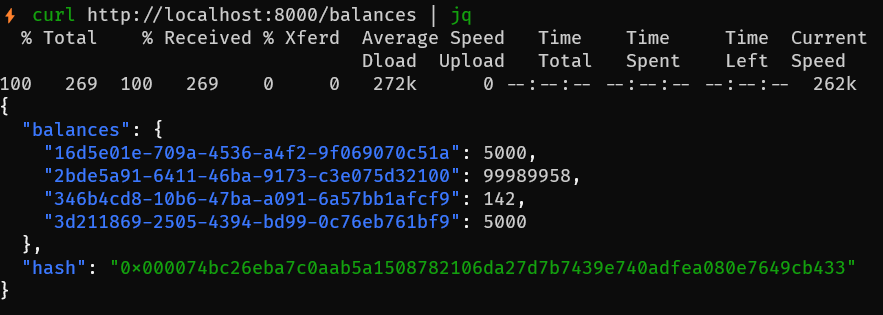 ⚡ curl http://localhost:8000/balances | jq
  % Total    % Received % Xferd  Average Speed   Time    Time     Time  Current
                                 Dload  Upload   Total   Spent    Left  Speed
100   269  100   269    0     0   272k      0 --:--:-- --:--:-- --:--:--  262k
{
  "balances": {
    "16d5e01e-709a-4536-a4f2-9f069070c51a": 5000,
    "2bde5a91-6411-46ba-9173-c3e075d32100": 99989958,
    "346b4cd8-10b6-47ba-a091-6a57bb1afcf9": 142,
    "3d211869-2505-4394-bd99-0c76eb761bf9": 5000
  },
  "hash": "0x000074bc26eba7c0aab5a1508782106da27d7b7439e740adfea080e7649cb433"
}